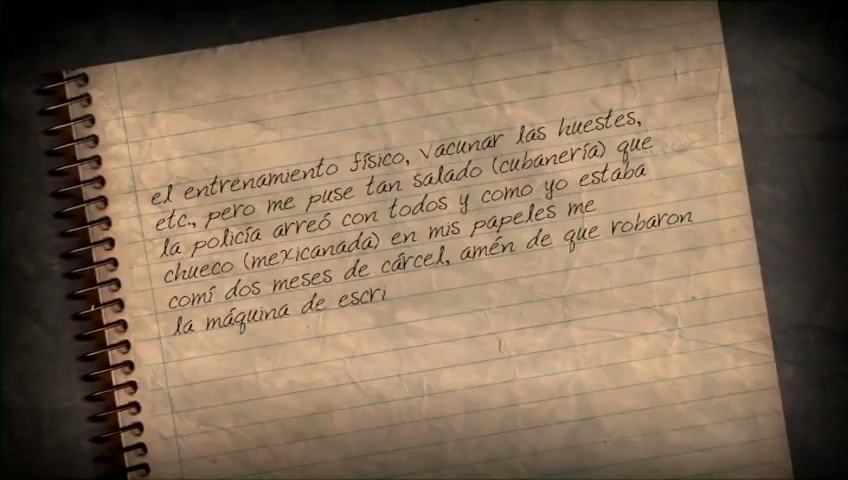 el entrenamiento físico, vacunar las huestes,
etc., pero me puse tan salado (cubanería) que
la policía arreó con todos y como yo estaba
chueco (mexicanada) en mis papeles me
comí dos meses de cárcel, amén de que robaron
la máquina de escri